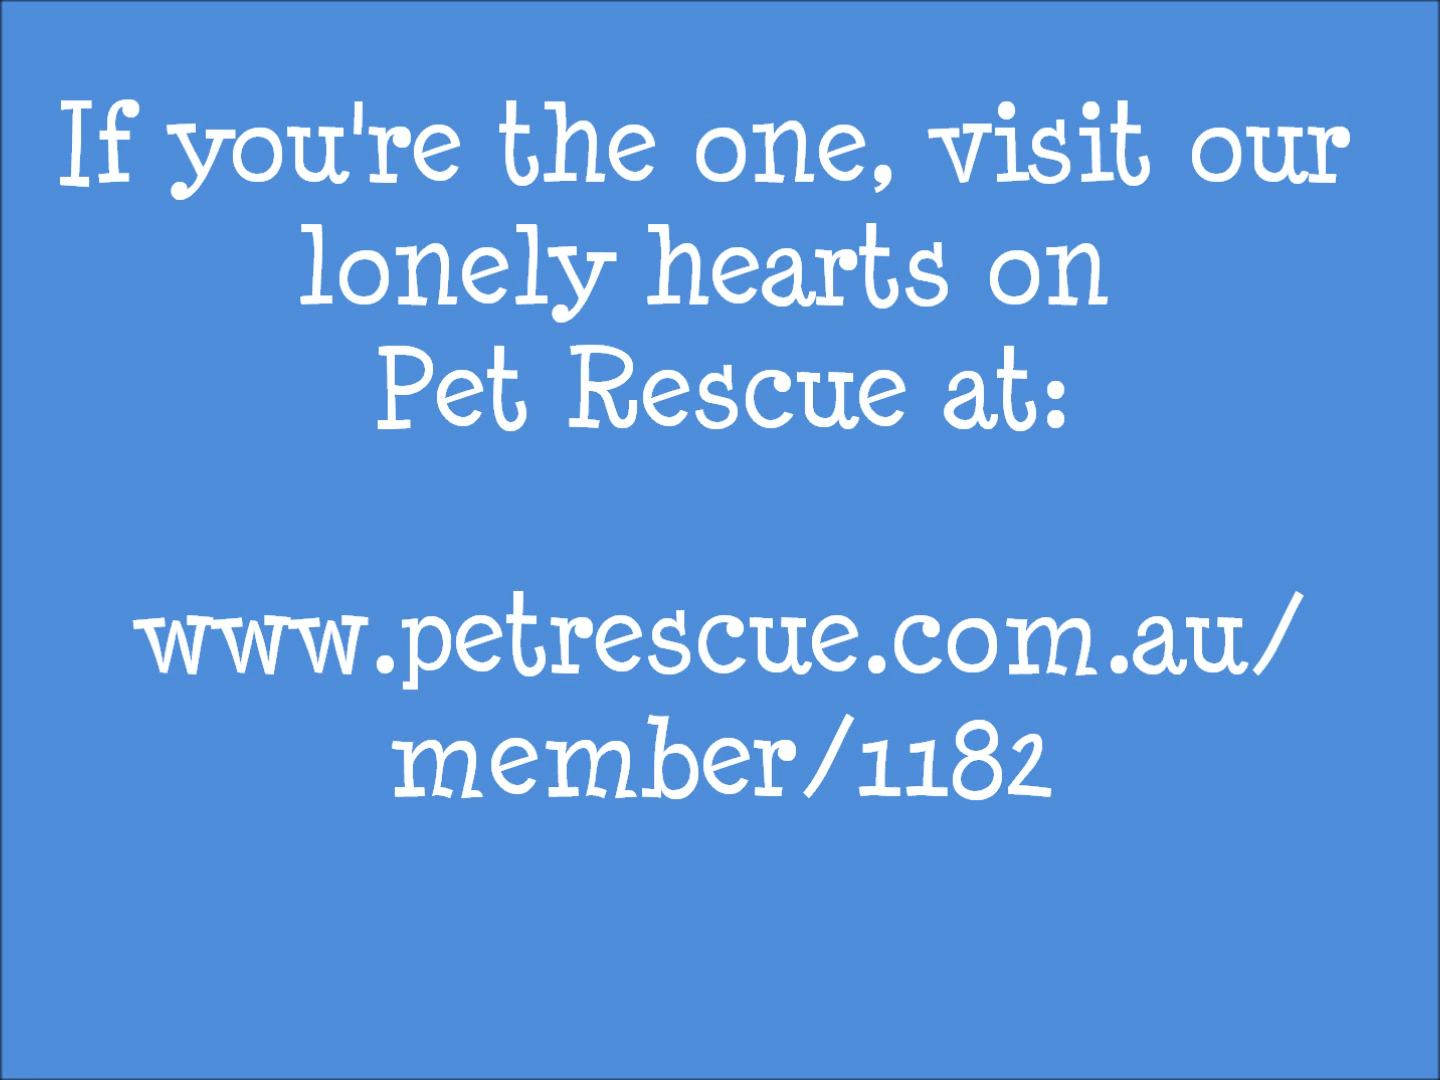 If you're the one, visit our
lonely hearts on
Pet Rescue at:
www.petrescue.com.au/
member/1182